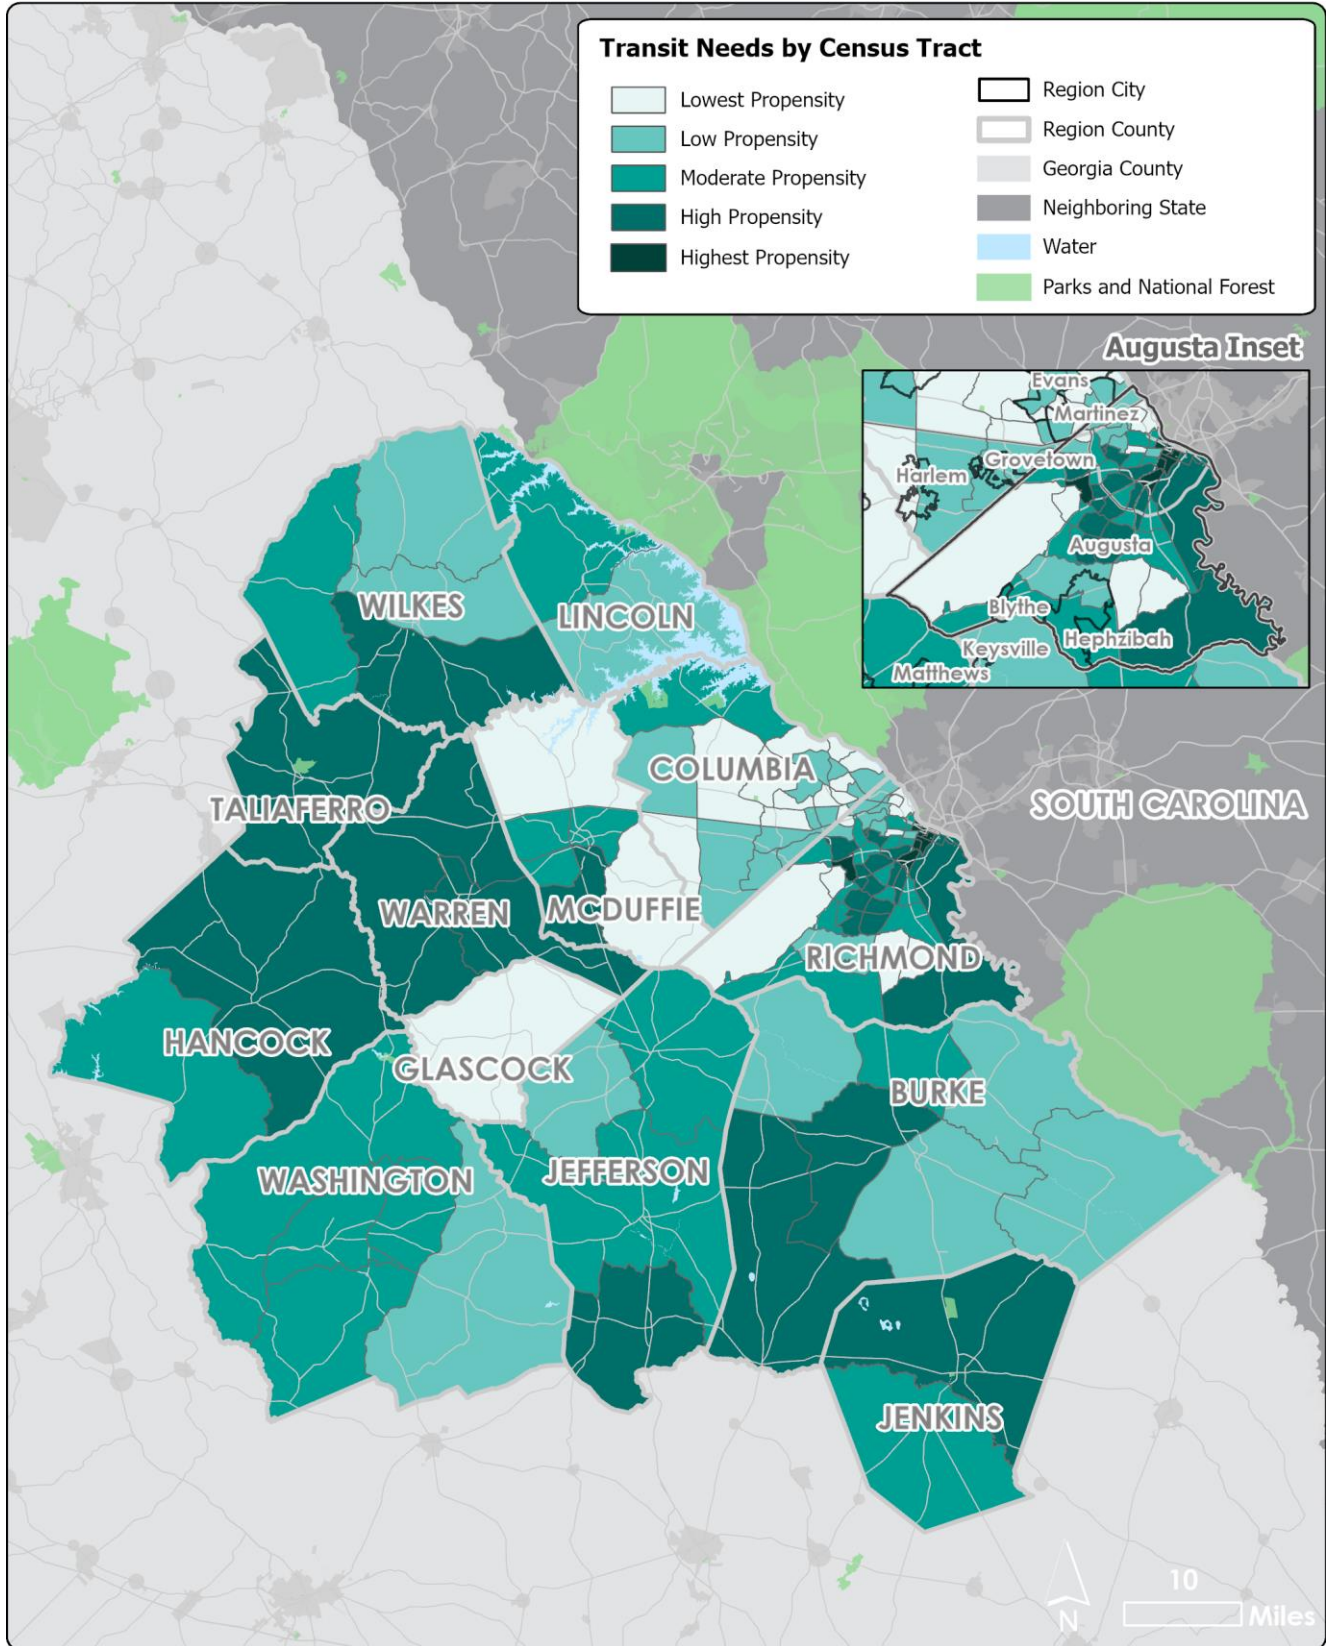 Transit Needs by Census Tract
Lowest Propensity
Low Propensity
Moderate Propensity
High Propensity
Highest Propensity
Region City
Region County
Georgia County
Neighboring State
Water
Parks and National Forest
Augusta Inset
Evans
Martinez
Grovetown
Harlem
Augusta
Blythe
Hephzibah
Keysville
Matthews
WILKES
LINCOLN
COLUMBIA
TALIAFERRO
SOUTH CAROLINA
WARREN
MCDUFFIE
RICHMOND
HANCOCK
GLASCOCK
BURKE
WASHINGTON
JEFFERSON
JENKINS
10
Miles
N